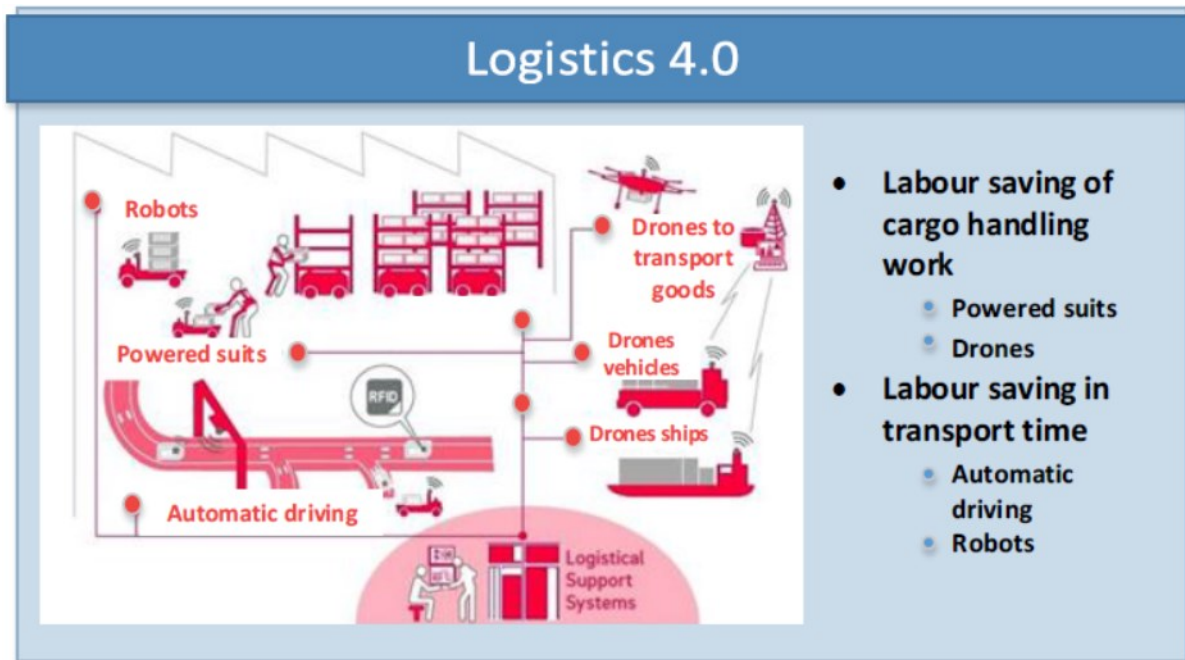 Logistics 4.0
Robots
Drones to
transport
goods
Powered suits
Drones
vehicles
RFID
Drones ships
Automatic driving
Logistical
Support
Systems
• Labour saving of
cargo handling
work
• Powered suits
• Drones
• Labour saving in
transport time
• Automatic
driving
• Robots